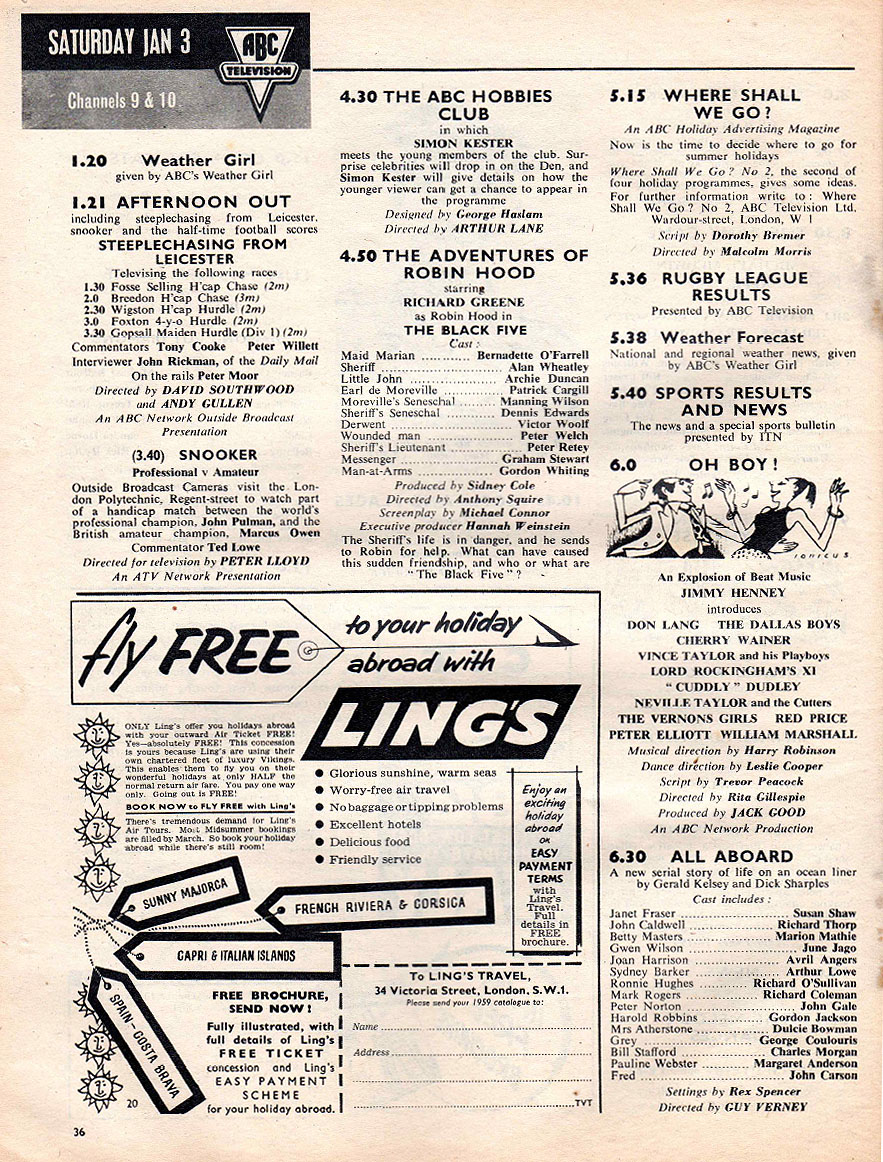 SATURDAY JAN 3
ABC
TELEVISION
Channels 9 & 10
1.20 Weather Girl
given by ABC's Weather Girl
1.21 AFTERNOON OUT
including steeplechasing from Leicester,
snooker and the half-time football scores
STEEPLECHASING FROM
LEICESTER
Televising the following races
1.30 Fosse Selling H'cap Chase (2m)
2.0 Breedon H'cap Chase (3m)
2.30 Wigston H'cap Hurdle (2m)
3.0 Foxton 4-y-o Hurdle (2m)
3.30 Gopsall Maiden Hurdle (Div 1) (2m)
Commentators Tony Cooke Peter Willett
Interviewer John Rickman, of the Daily Mail
On the rails Peter Moor
Directed by DAVID SOUTHWOOD
and ANDY GULLEN
An ABC Network Outside Broadcast
Presentation
(3.40) SNOOKER
Professional v Amateur
Outside Broadcast Cameras visit the Lon-
don Polytechnic, Regent-street to watch part
of a handicap match between the world's
professional champion, John Pulman, and the
British amateur champion, Marcus Owen
Commentator Ted Lowe
Directed for television by PETER LLOYD
An ATV Network Presentation
4.30 THE ABC HOBBIES
CLUB
in which
SIMON KESTER
meets the young members of the club. Sur-
prise celebrities will drop in on the Den, and
Simon Kester will give details on how the
younger viewer can get a chance to appear in
the programme
Designed by George Haslam
Directed by ARTHUR LANE
4.50 THE ADVENTURES OF
ROBIN HOOD
starring
RICHARD GREENE
as Robin Hood in
THE BLACK FIVE
Cast :
Maid Marian ............ Bernadette O'Farrell
Sheriff ........................ Alan Wheatley
Little John .................. Archie Duncan
Earl de Moreville ......... Patrick Cargill
Moreville's Seneschal ...... Manning Wilson
Sheriff's Seneschal ......... Dennis Edwards
Derwent ..................... Victor Woolf
Wounded man ............... Peter Welch
Sheriff's Lieutenant ......... Peter Retey
Messenger .................. Graham Stewart
Man-at-Arms ............... Gordon Whiting
Produced by Sidney Cole
Directed by Anthony Squire
Screenplay by Michael Connor
Executive producer Hannah Weinstein
The Sheriff's life is in danger, and he sends
to Robin for help. What can have caused
this sudden friendship, and who or what are
"The Black Five"?
5.15 WHERE SHALL
WE GO?
An ABC Holiday Advertising Magazine
Now is the time to decide where to go for
summer holidays
Where Shall We Go? No 2, the second of
four holiday programmes, gives some ideas.
For further information write to : Where
Shall We Go? No 2, ABC Television Ltd,
Wardour-street, London, W 1
Script by Dorothy Bremer
Directed by Malcolm Morris
5.36 RUGBY LEAGUE
RESULTS
Presented by ABC Television
5.38 Weather Forecast
National and regional weather news, given
by ABC's Weather Girl
5.40 SPORTS RESULTS
AND NEWS
The news and a special sports bulletin
presented by ITN
6.0 OH BOY!
IONICUS
An Explosion of Beat Music
JIMMY HENNEY
introduces
DON LANG THE DALLAS BOYS
CHERRY WAINER
VINCE TAYLOR and his Playboys
LORD ROCKINGHAM'S XI
"CUDDLY" DUDLEY
NEVILLE TAYLOR and the Cutters
THE VERNONS GIRLS RED PRICE
PETER ELLIOTT WILLIAM MARSHALL
Musical direction by Harry Robinson
Dance direction by Leslie Cooper
Script by Trevor Peacock
Directed by Rita Gillespie
Produced by JACK GOOD
An ABC Network Production
6.30 ALL ABOARD
A new serial story of life on an ocean liner
by Gerald Kelsey and Dick Sharples
Cast includes :
Janet Fraser ..................... Susan Shaw
John Caldwell .................. Richard Thorp
Betty Masters .................. Marion Mathie
Gwen Wilson ..................... June Jago
Joan Harrison .................. Avril Angers
Sydney Barker .................. Arthur Lowe
Ronnie Hughes ............ Richard O'Sullivan
Mark Rogers ............... Richard Coleman
Peter Norton ..................... John Gale
Harold Robbins ............... Gordon Jackson
Mrs Atherstone ............... Dulcie Bowman
Grey ........................ George Coulouris
Bill Stafford .................. Charles Morgan
Pauline Webster ......... Margaret Anderson
Fred ........................... John Carson
Settings by Rex Spencer
Directed by GUY VERNEY
fly FREE to your holiday
abroad with
LING'S
ONLY Ling's offer you holidays abroad
with your outward Air Ticket FREE!
Yes—absolutely FREE! This concession
is yours because Ling's are using their
own chartered fleet of luxury Vikings.
This enables them to fly you on their
wonderful holidays at only HALF the
normal return air fare. You pay one way
only. Going out is FREE!
BOOK NOW to FLY FREE with Ling's
There's tremendous demand for Ling's
Air Tours. Most Midsummer bookings
are filled by March. So book your holiday
abroad while there's still room!
● Glorious sunshine, warm seas
● Worry-free air travel
● No baggage or tipping problems
● Excellent hotels
● Delicious food
● Friendly service
Enjoy an
exciting
holiday
abroad
on
EASY
PAYMENT
TERMS
with
Ling's
Travel.
Full
details in
FREE
brochure.
SUNNY MAJORCA
FRENCH RIVIERA & CORSICA
CAPRI & ITALIAN ISLANDS
SPAIN-COSTA BRAVA
FREE BROCHURE,
SEND NOW!
Fully illustrated, with
full details of Ling's
FREE TICKET
concession and Ling's
EASY PAYMENT
SCHEME
for your holiday abroad.
To LING'S TRAVEL,
34 Victoria Street, London, S.W.1.
Please send your 1959 catalogue to:
Name
Address
TVT
20
36